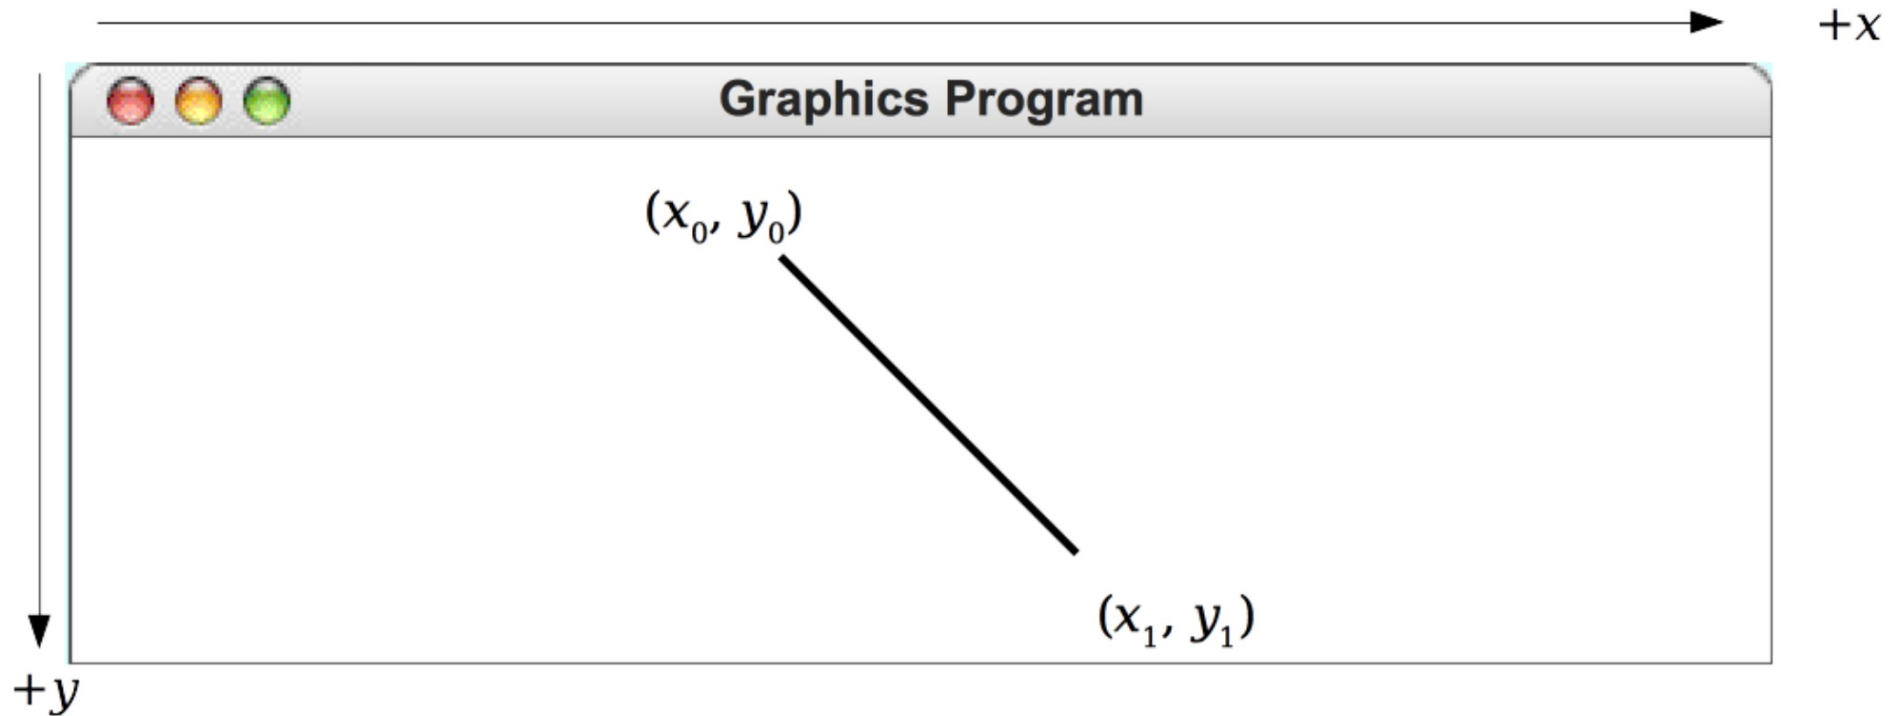 +x
Graphics Program
(x₀, y₀)
(x₁, y₁)
+y